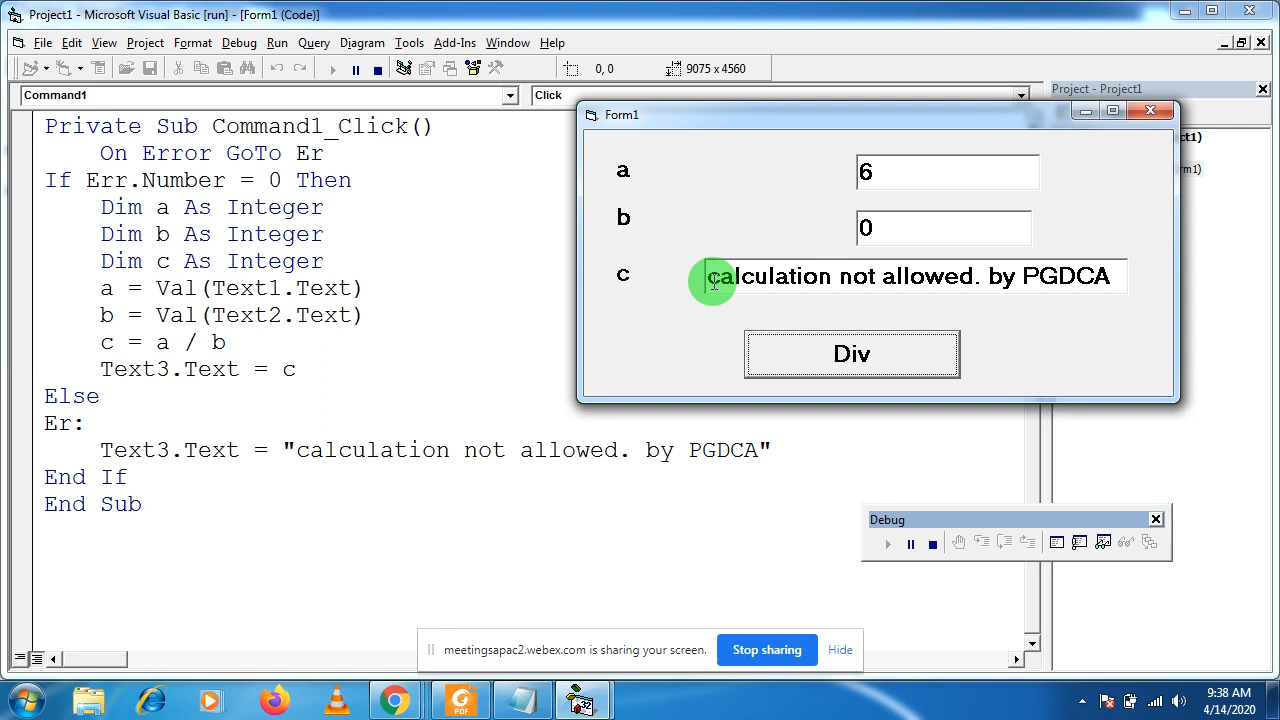 Project1 - Microsoft Visual Basic [run] - [Form1 (Code)]
File Edit View Project Format Debug Run Query Diagram Tools Add-Ins Window Help
0, 0 9075 x 4560
Command1 Click
Project - Project1
Private Sub Command1_Click()
On Error GoTo Er
If Err.Number = 0 Then
Dim a As Integer
Dim b As Integer
Dim c As Integer
a = Val(Text1.Text)
b = Val(Text2.Text)
c = a / b
Text3.Text = c
Else
Er:
Text3.Text = "calculation not allowed. by PGDCA"
End If
End Sub
Form1
a 6
b 0
c calculation not allowed. by PGDCA
Div
ct1)
rm1)
Debug
meetingsapac2.webex.com is sharing your screen. Stop sharing Hide
PDF
32
9:38 AM
4/14/2020